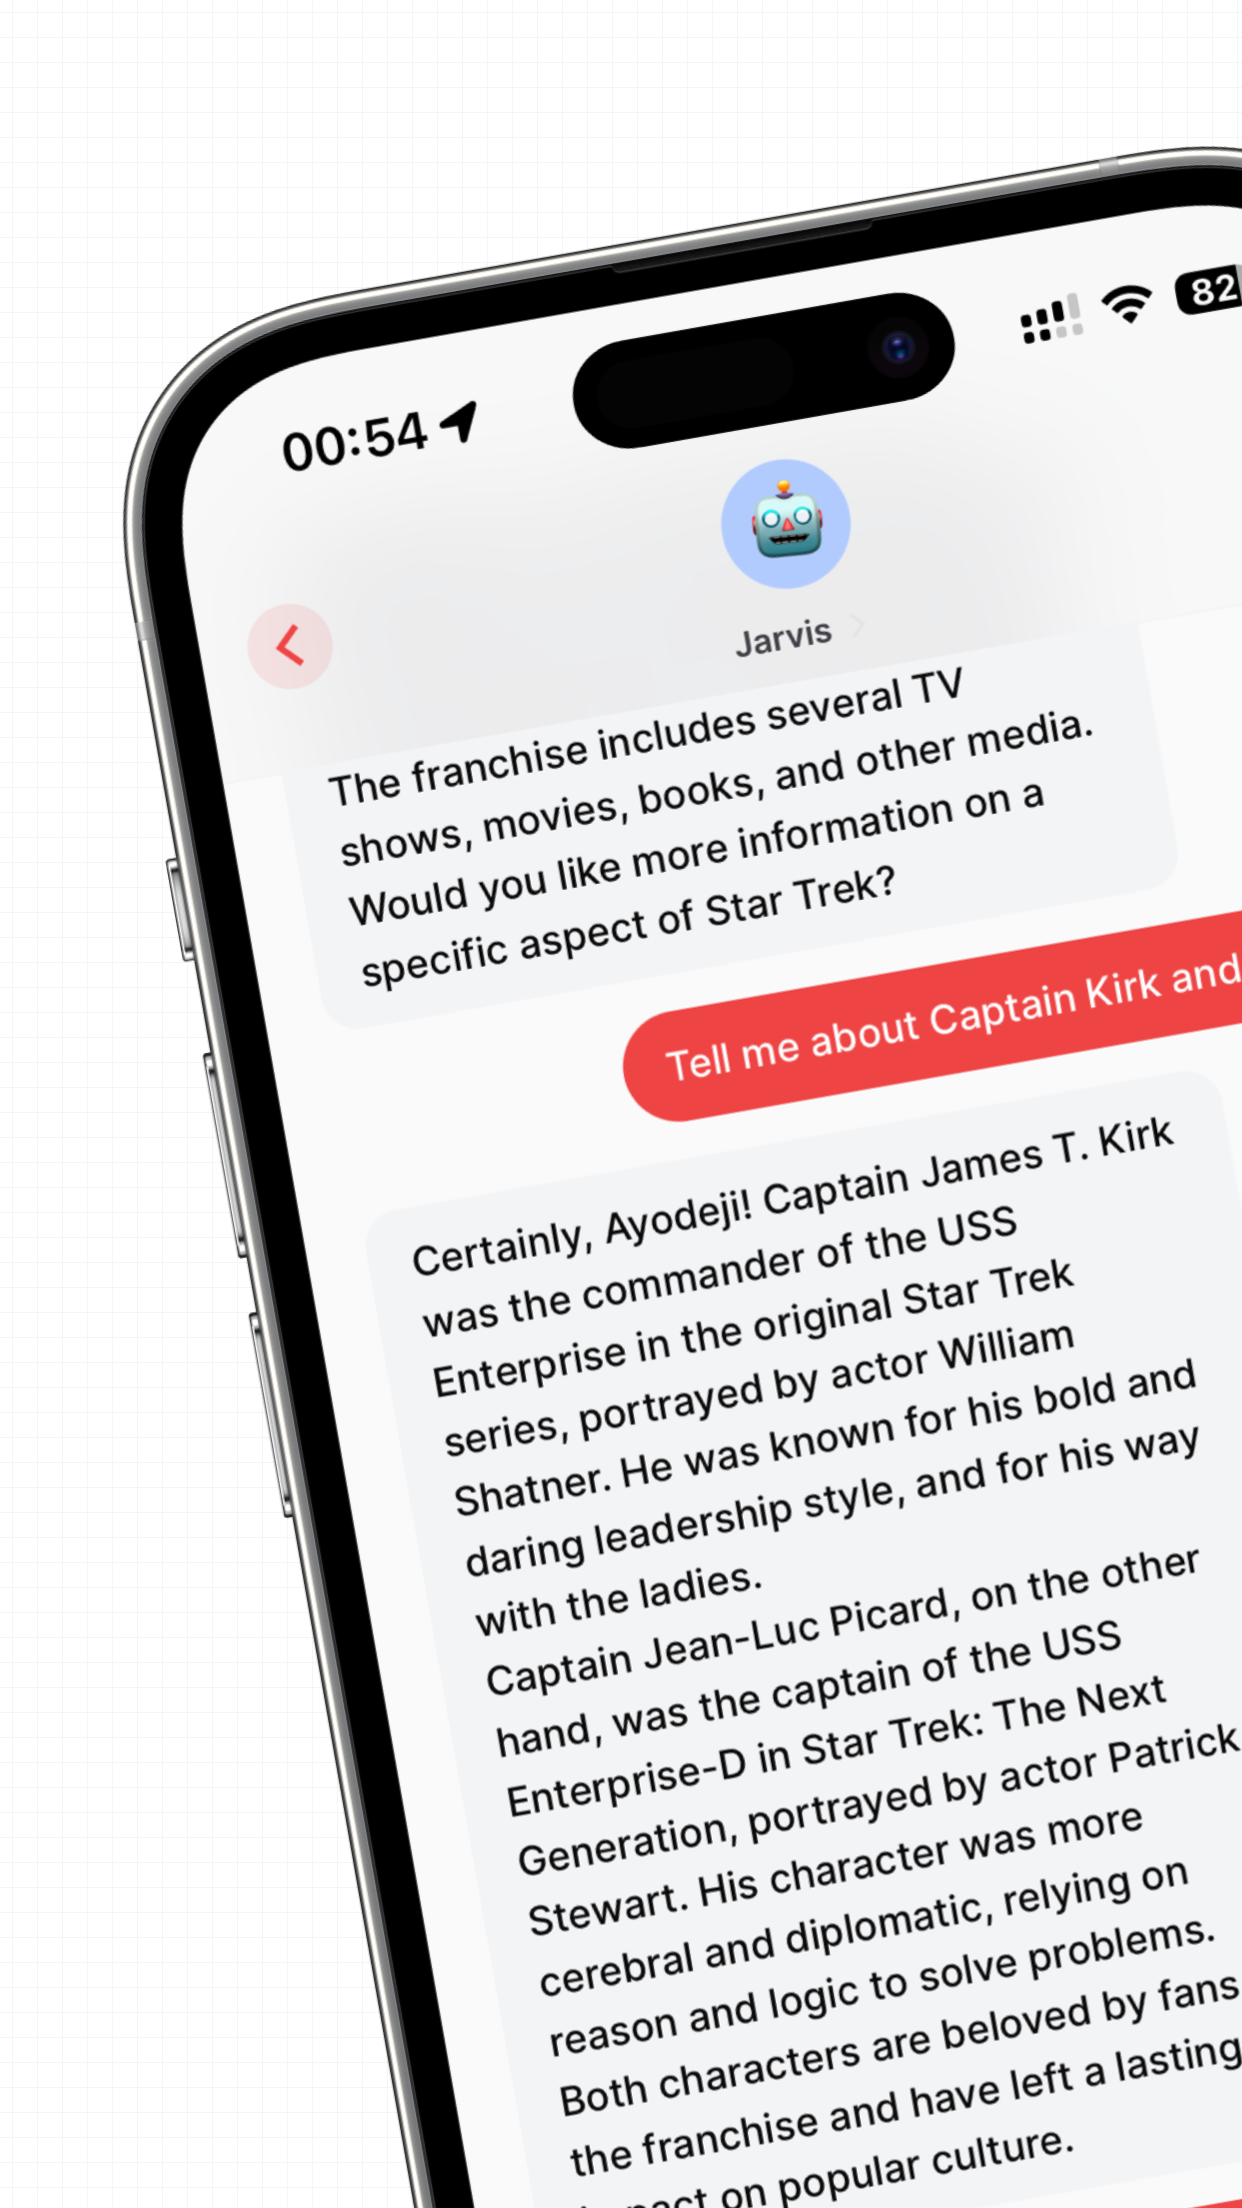 00:54
82
Jarvis
The franchise includes several TV
shows, movies, books, and other media.
Would you like more information on a
specific aspect of Star Trek?
Tell me about Captain Kirk and
Certainly, Ayodeji! Captain James T. Kirk
was the commander of the USS
Enterprise in the original Star Trek
series, portrayed by actor William
Shatner. He was known for his bold and
daring leadership style, and for his way
with the ladies.
Captain Jean-Luc Picard, on the other
hand, was the captain of the USS
Enterprise-D in Star Trek: The Next
Generation, portrayed by actor Patrick
Stewart. His character was more
cerebral and diplomatic, relying on
reason and logic to solve problems.
Both characters are beloved by fans
the franchise and have left a lasting
on popular culture.